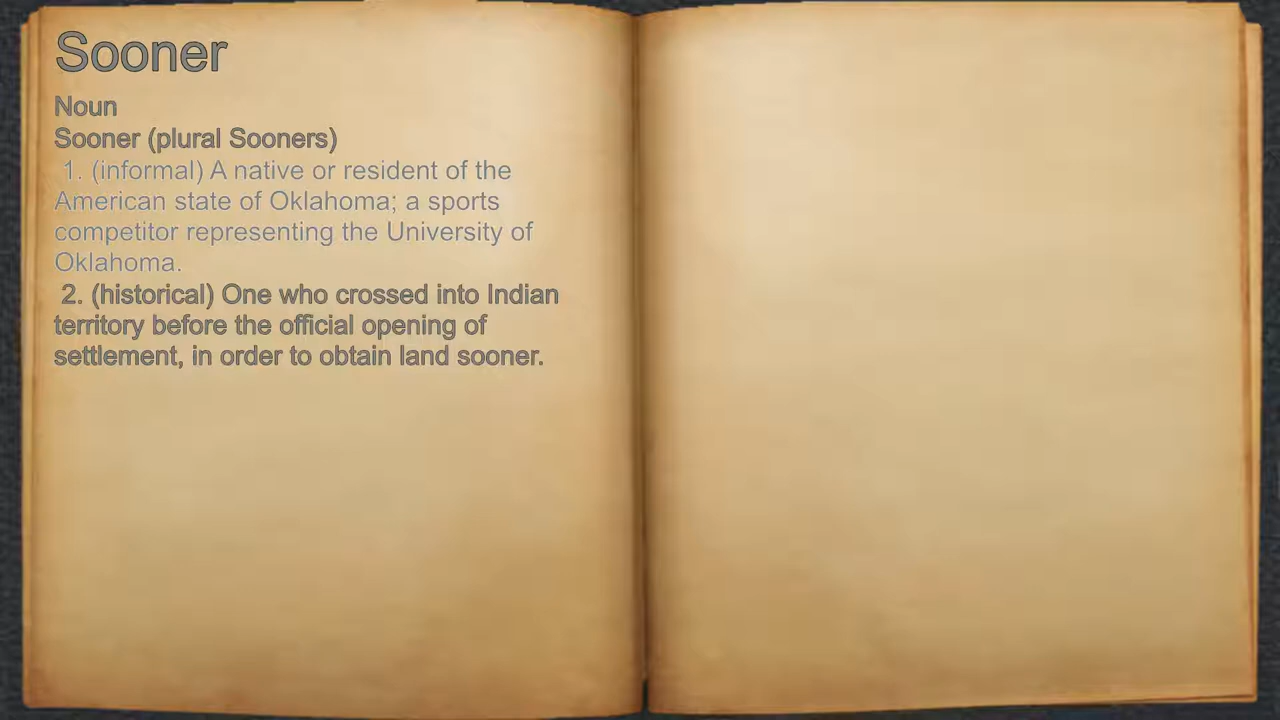 Sooner
Noun
Sooner (plural Sooners)
1. (informal) A native or resident of the
American state of Oklahoma; a sports
competitor representing the University of
Oklahoma.
2. (historical) One who crossed into Indian
territory before the official opening of
settlement, in order to obtain land sooner.